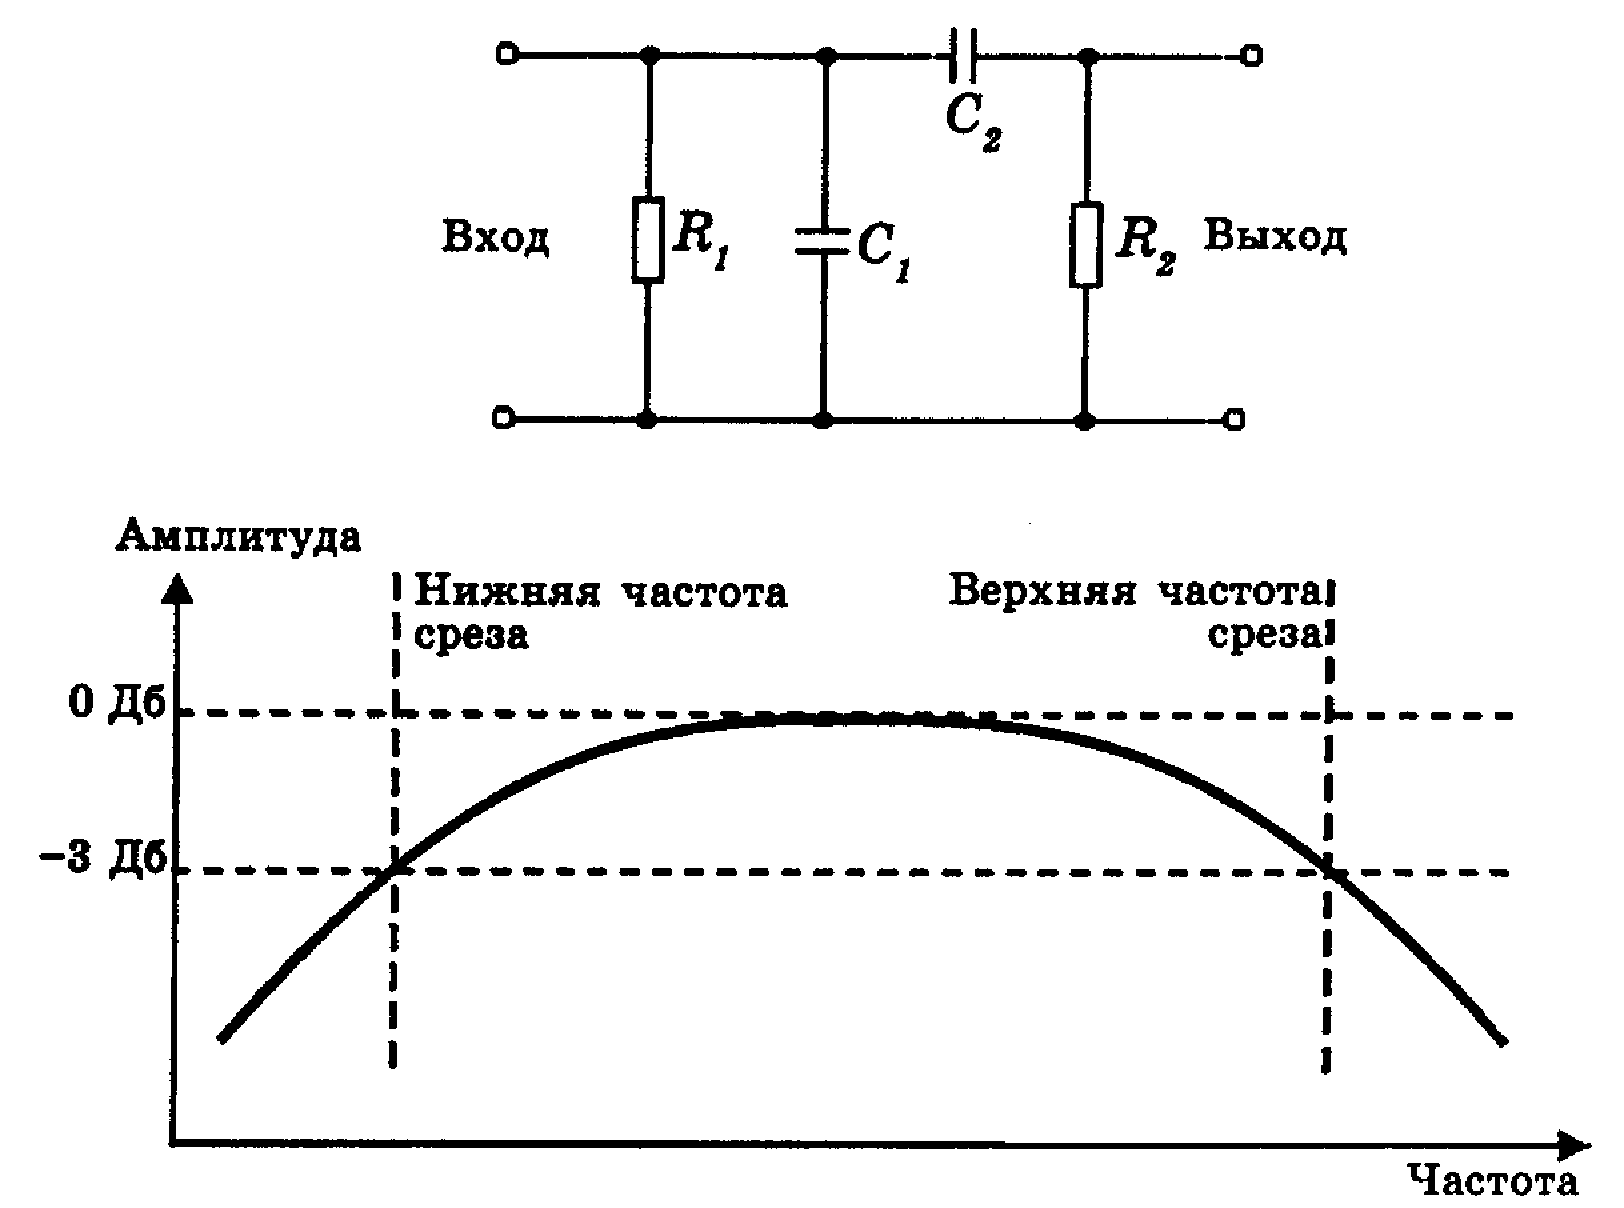 C₂
Вход
R₁
C₁
R₂
Выход
Амплитуда
Нижняя частота
среза
Верхняя частота
среза
0 Дб
−3 Дб
Частота